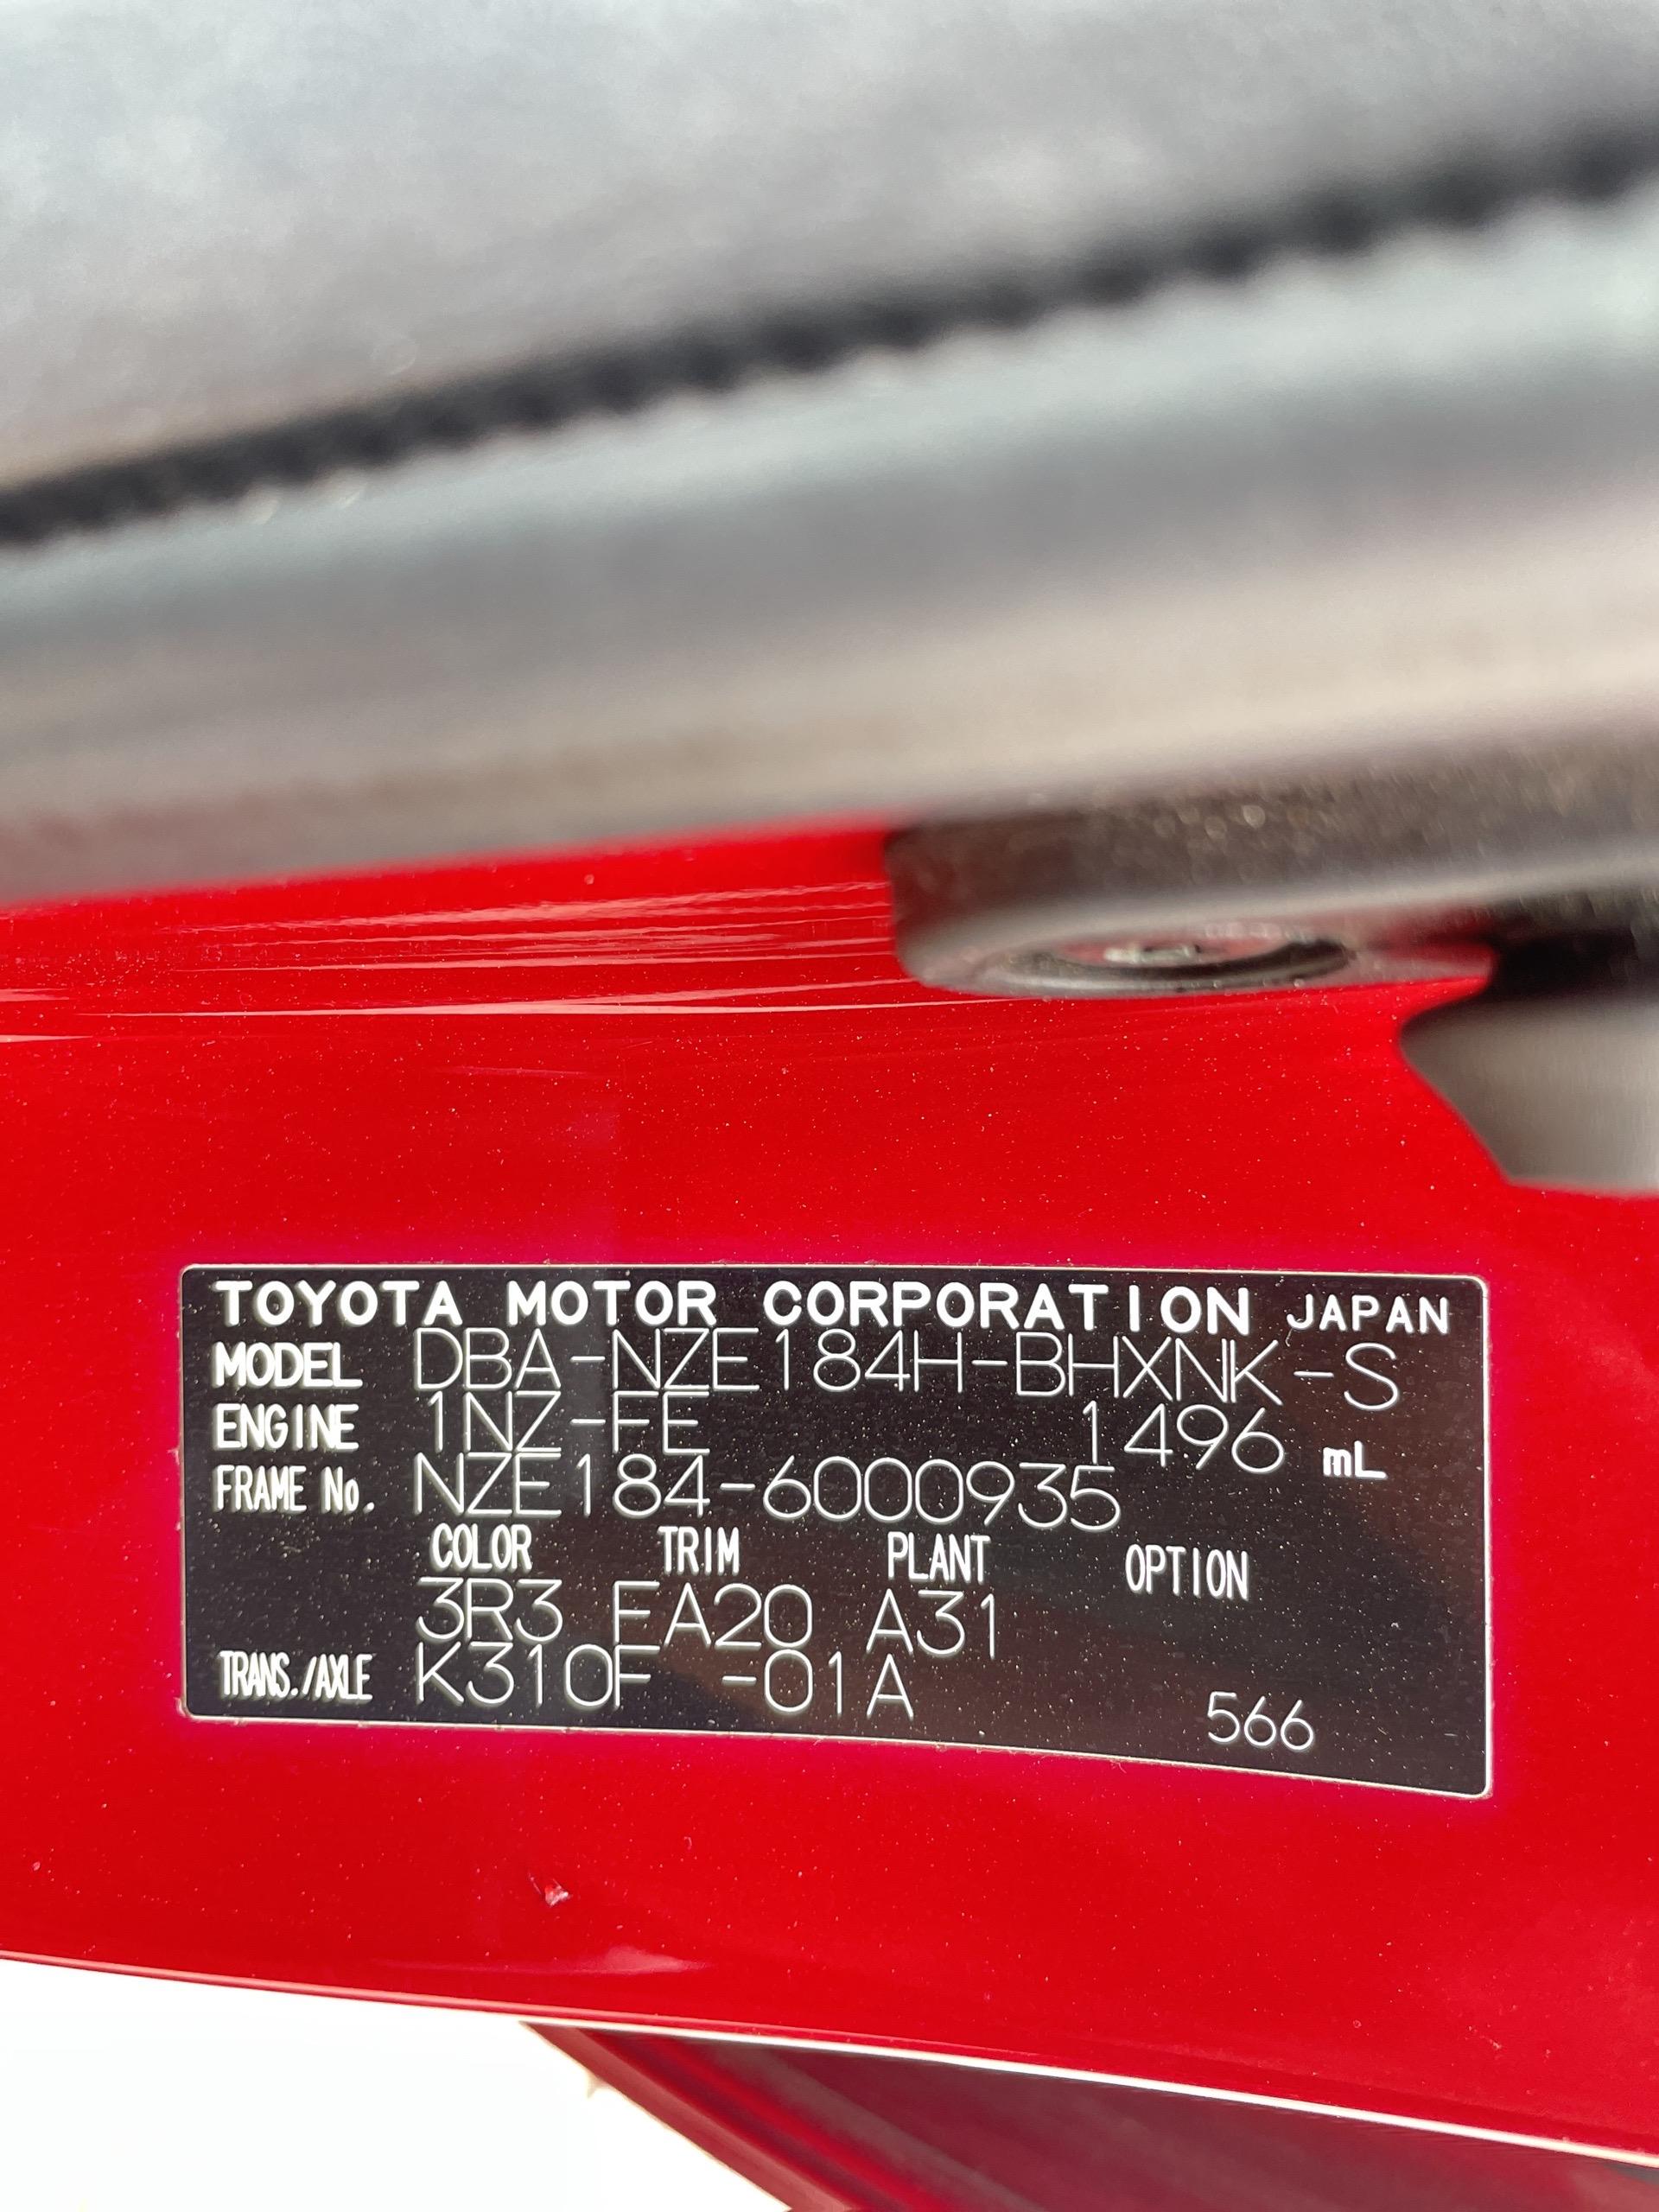 TOYOTA MOTOR CORPORATION JAPAN
MODEL DBA-NZE184H-BHXNK-S
ENGINE 1NZ-FE 1496 mL
FRAME No. NZE184-6000935
COLOR TRIM PLANT OPTION
3R3 FA20 A31
TRANS./AXLE K310F -01A 566